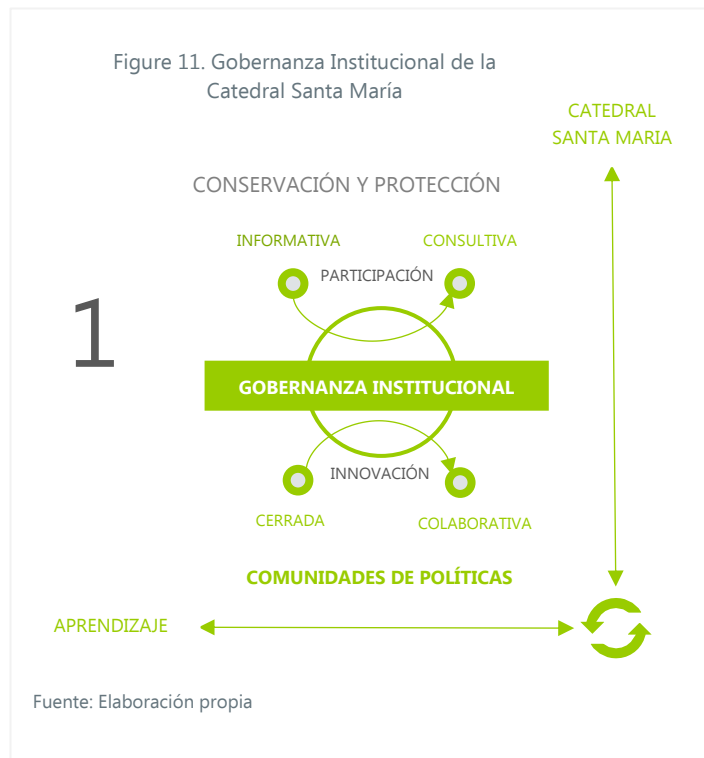 Figure 11. Gobernanza Institucional de la
Catedral Santa María
CATEDRAL
SANTA MARIA
CONSERVACIÓN Y PROTECCIÓN
INFORMATIVA
CONSULTIVA
PARTICIPACIÓN
1
GOBERNANZA INSTITUCIONAL
INNOVACIÓN
CERRADA
COLABORATIVA
COMUNIDADES DE POLÍTICAS
APRENDIZAJE
Fuente: Elaboración propia